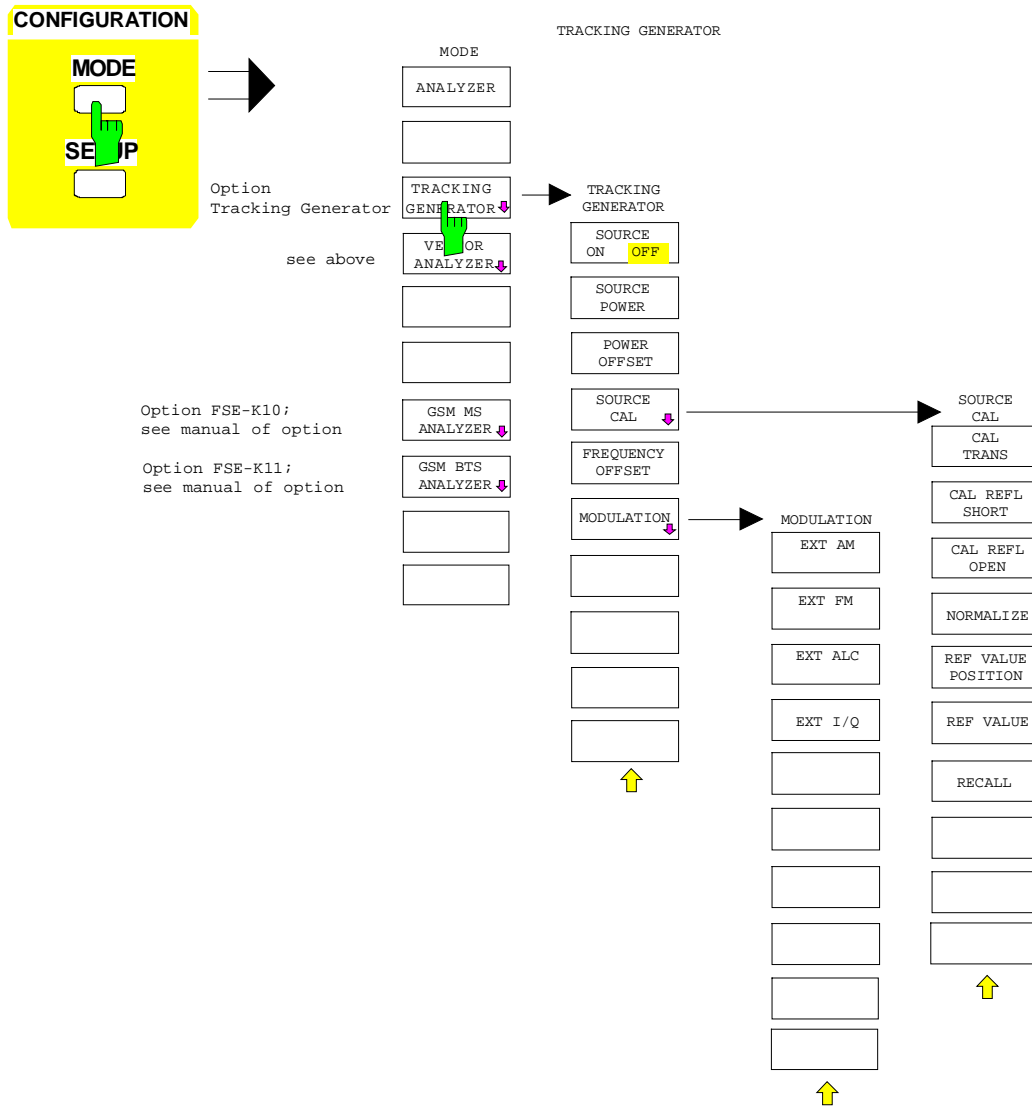 CONFIGURATION
MODE
SETUP
TRACKING GENERATOR
MODE
ANALYZER
Option
Tracking Generator
TRACKING
GENERATOR
see above
VECTOR
ANALYZER
Option FSE-K10;
see manual of option
GSM MS
ANALYZER
Option FSE-K11;
see manual of option
GSM BTS
ANALYZER
TRACKING
GENERATOR
SOURCE
ON OFF
SOURCE
POWER
POWER
OFFSET
SOURCE
CAL
FREQUENCY
OFFSET
MODULATION
MODULATION
EXT AM
EXT FM
EXT ALC
EXT I/Q
SOURCE
CAL
CAL
TRANS
CAL REFL
SHORT
CAL REFL
OPEN
NORMALIZE
REF VALUE
POSITION
REF VALUE
RECALL